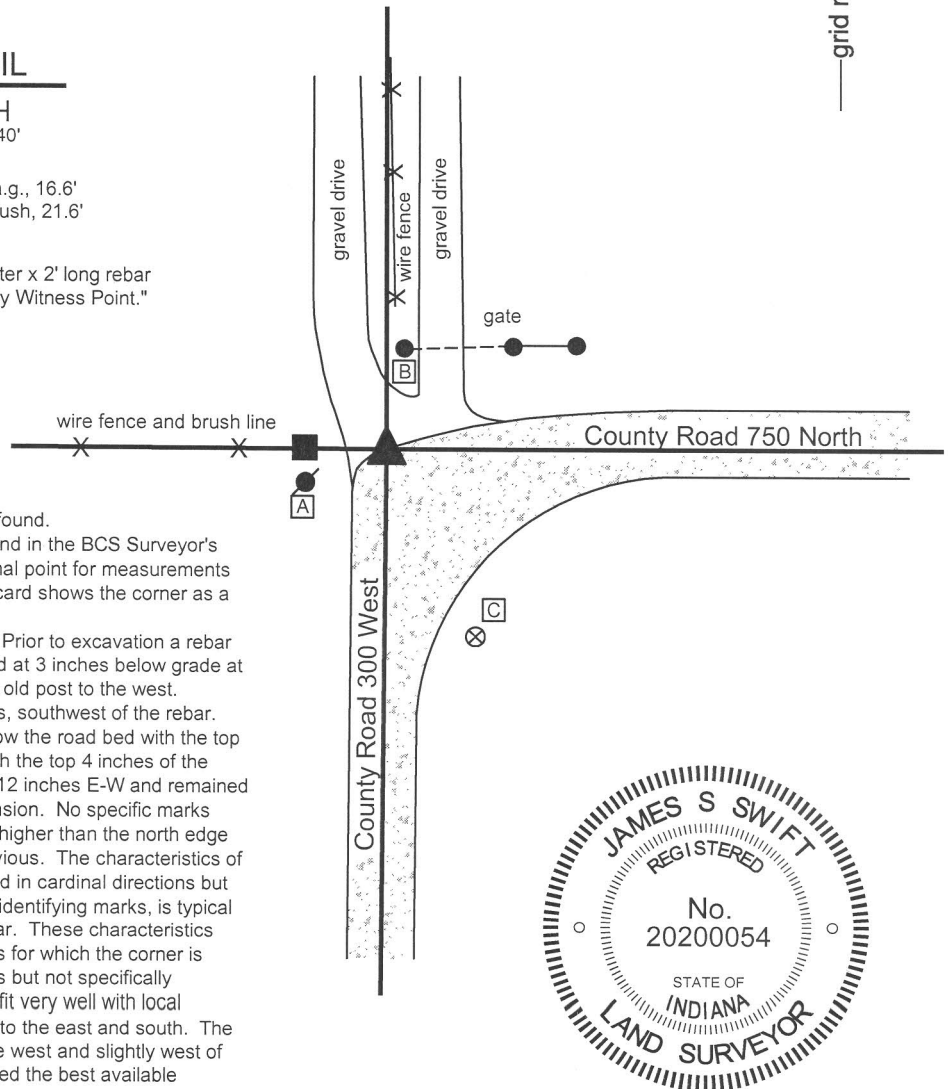 IL
H
40'
a.g., 16.6'
ush, 21.6'
ter x 2' long rebar
y Witness Point."
grid
gravel drive
wire fence
gravel drive
gate
B
wire fence and brush line
County Road 750 North
A
C
County Road 300 West
found.
nd in the BCS Surveyor's
nal point for measurements
card shows the corner as a
Prior to excavation a rebar
d at 3 inches below grade at
old post to the west.
s, southwest of the rebar.
ow the road bed with the top
h the top 4 inches of the
12 inches E-W and remained
nsion. No specific marks
higher than the north edge
vious. The characteristics of
d in cardinal directions but
identifying marks, is typical
ar. These characteristics
s for which the corner is
s but not specifically
fit very well with local
to the east and south. The
e west and slightly west of
ed the best available
JAMES S SWIFT
REGISTERED
No.
20200054
STATE OF
INDIANA
LAND SURVEYOR